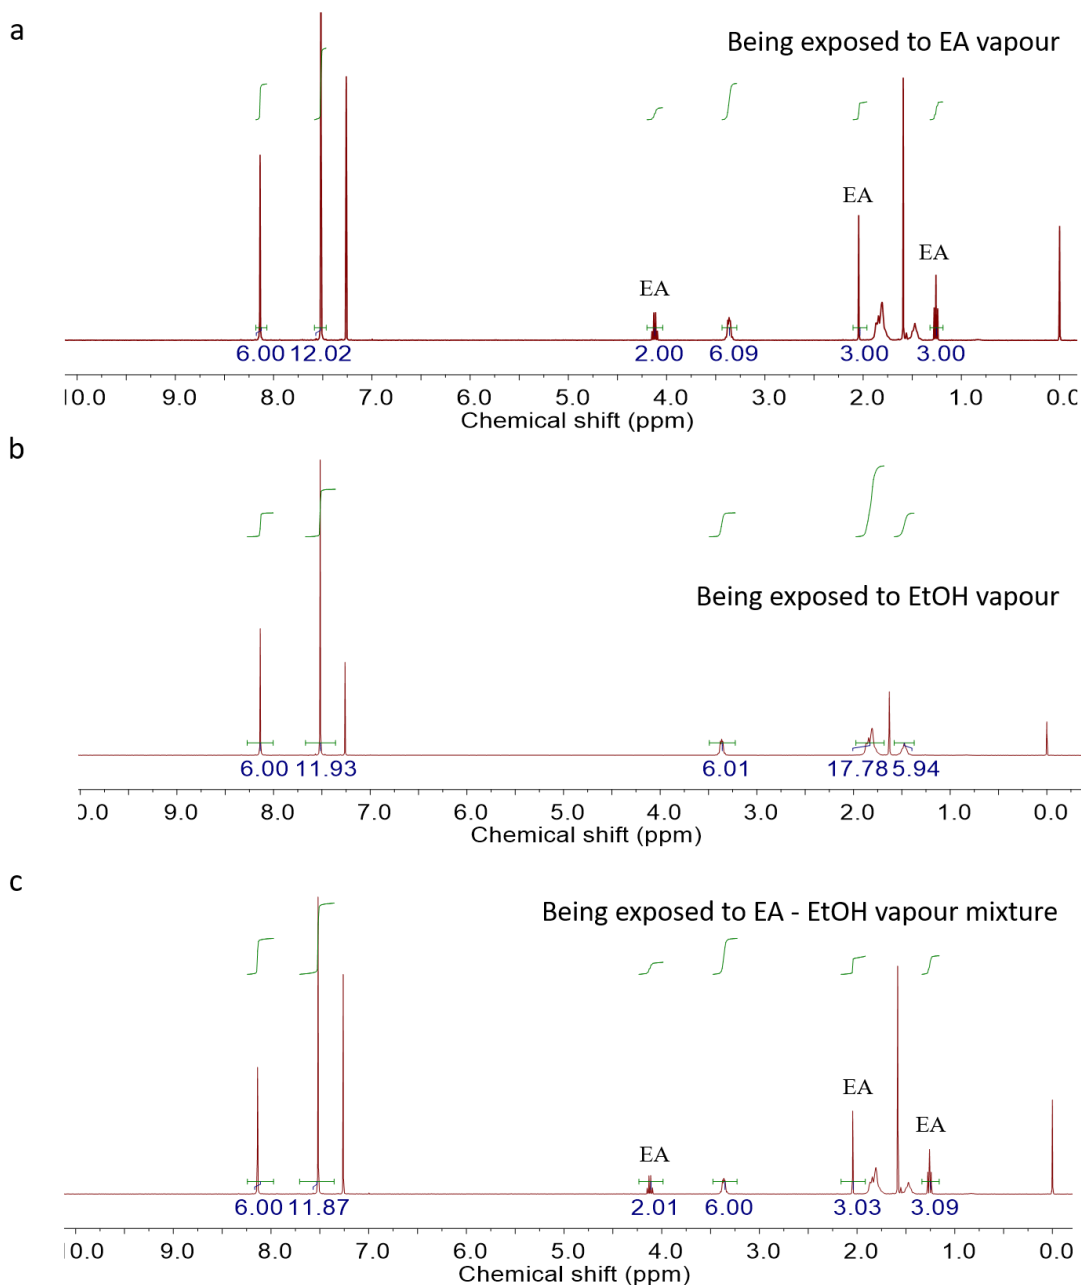 a
Being exposed to EA vapour
EA
EA
EA
6.00 12.02 2.00 6.09 3.00 3.00
10.0 9.0 8.0 7.0 6.0 5.0 4.0 3.0 2.0 1.0 0.0
Chemical shift (ppm)
b
Being exposed to EtOH vapour
6.00 11.93 6.01 17.78 5.94
0.0 9.0 8.0 7.0 6.0 5.0 4.0 3.0 2.0 1.0 0.0
Chemical shift (ppm)
c
Being exposed to EA - EtOH vapour mixture
EA
EA
EA
6.00 11.87 2.01 6.00 3.03 3.09
10.0 9.0 8.0 7.0 6.0 5.0 4.0 3.0 2.0 1.0 0.0
Chemical shift (ppm)